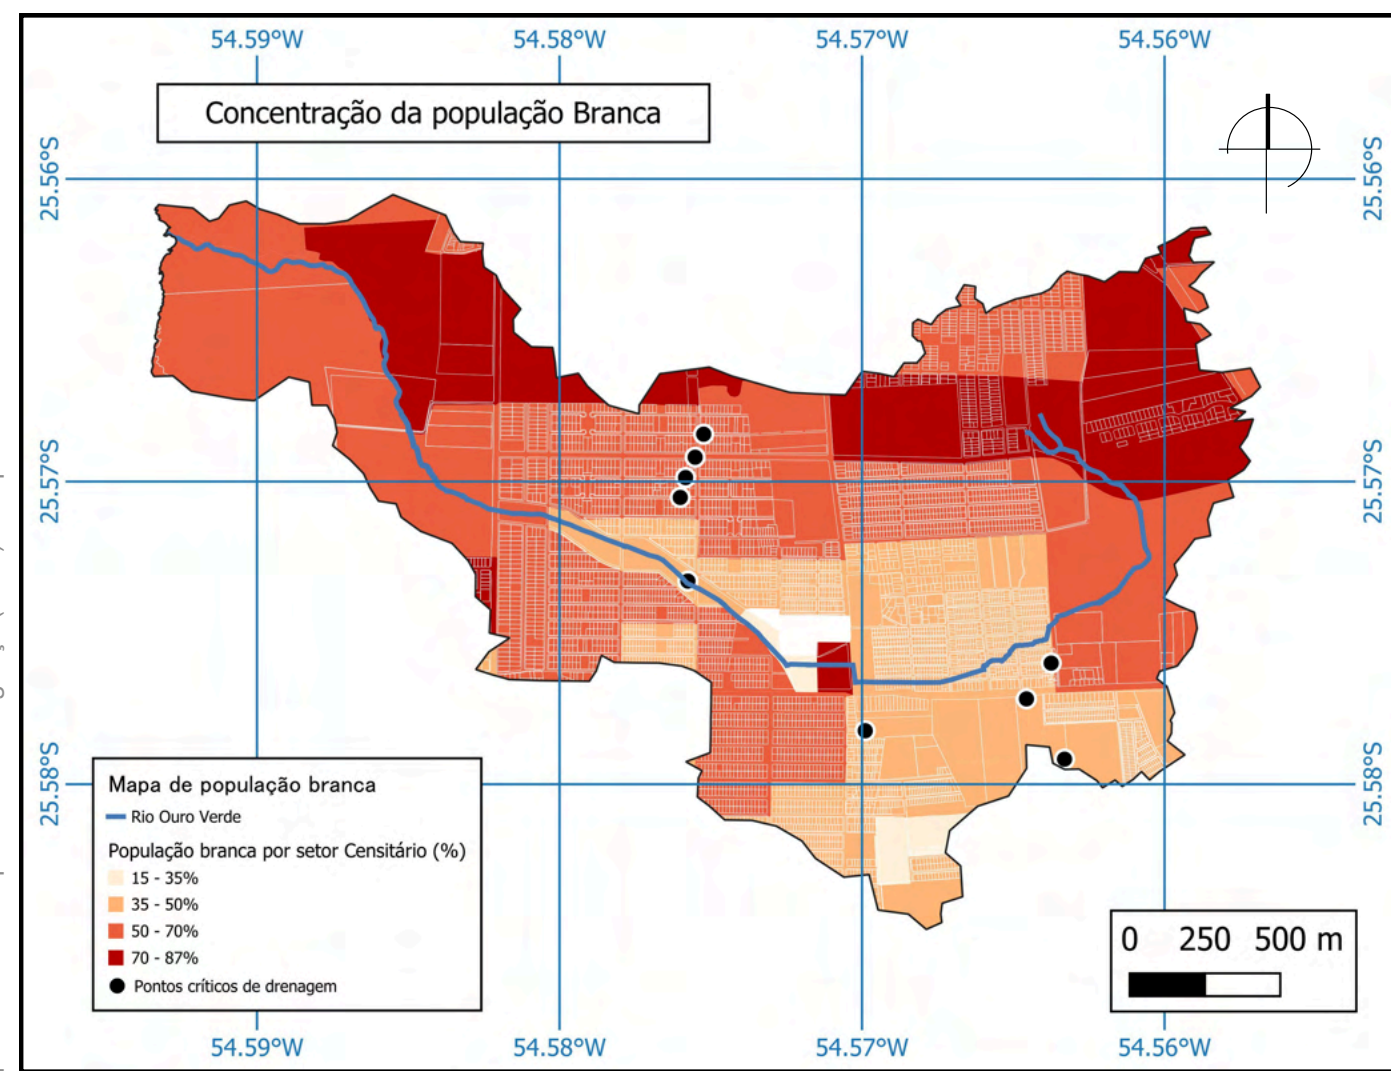 54.59°W 54.58°W 54.57°W 54.56°W
Concentração da população Branca
25.56°S 25.56°S
25.57°S 25.57°S
25.58°S 25.58°S
Mapa de população branca
Rio Ouro Verde
População branca por setor Censitário (%)
15 - 35%
35 - 50%
50 - 70%
70 - 87%
Pontos críticos de drenagem
0 250 500 m
54.59°W 54.58°W 54.57°W 54.56°W